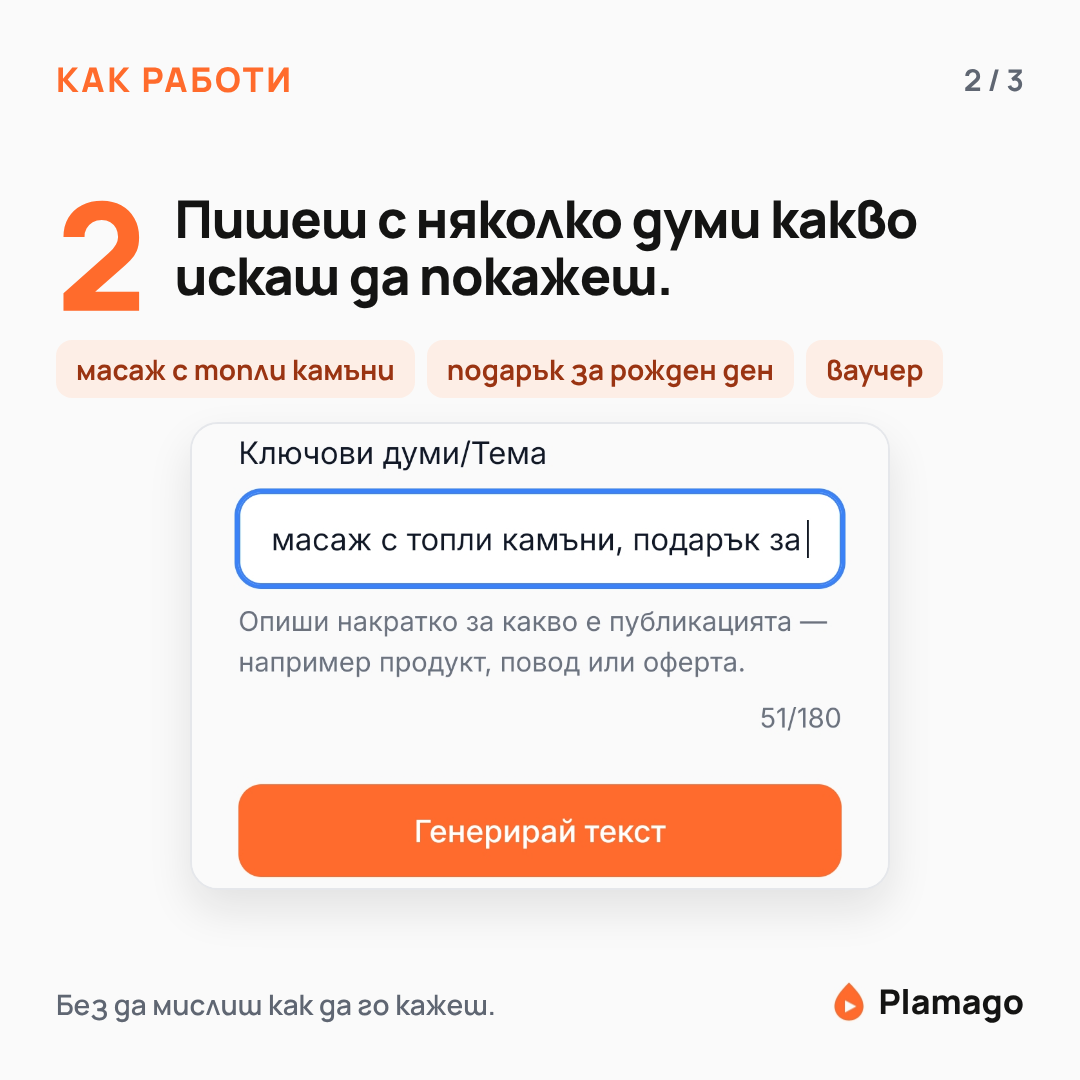 КАК РАБОТИ
2 / 3
2
Пишеш с няколко думи какво
искаш да покажеш.
масаж с топли камъни
подарък за рожден ден
ваучер
Ключови думи/Тема
масаж с топли камъни, подарък за
Опиши накратко за какво е публикацията —
например продукт, повод или оферта.
51/180
Генерирай текст
Без да мислиш как да го кажеш.
Plamago